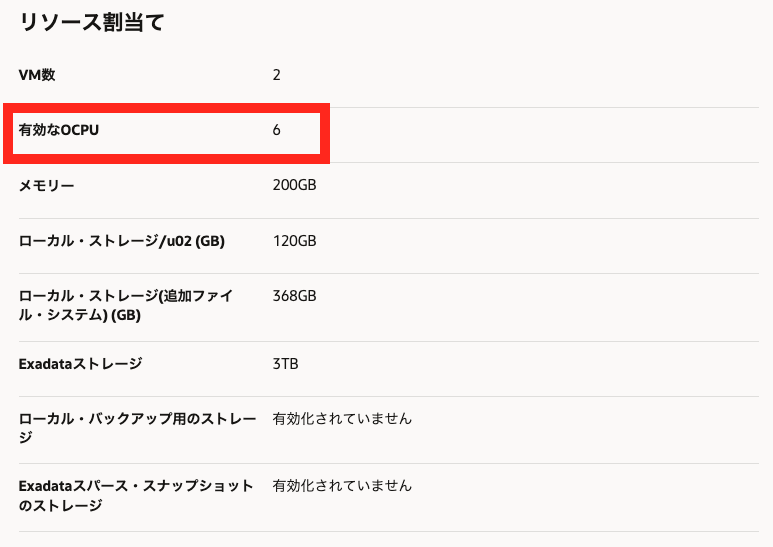 リソース割当て
VM数 2
有効なOCPU 6
メモリー 200GB
ローカル・ストレージ/u02 (GB) 120GB
ローカル・ストレージ(追加ファイ 368GB
ル・システム) (GB)
Exadataストレージ 3TB
ローカル・バックアップ用のストレー 有効化されていません
ジ
Exadataスパース・スナップショット 有効化されていません
のストレージ